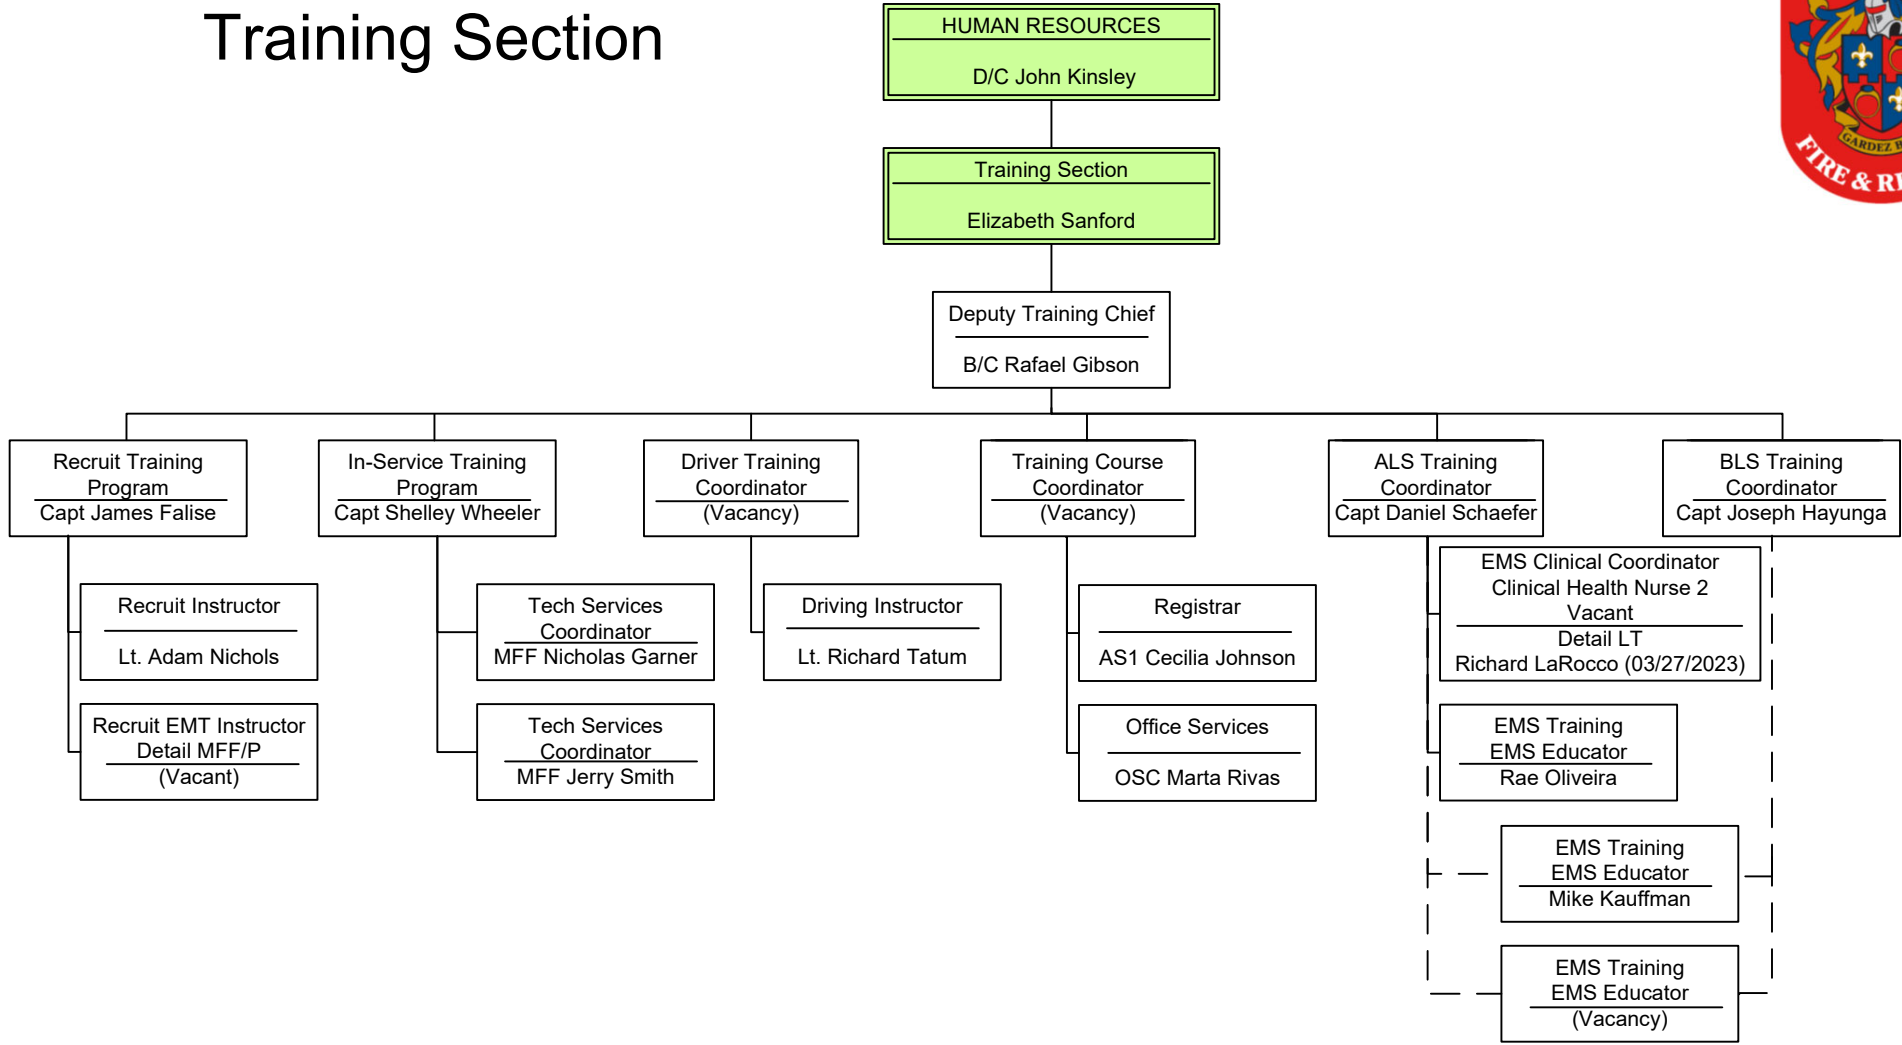 Training Section
HUMAN RESOURCES
D/C John Kinsley
Training Section
Elizabeth Sanford
Deputy Training Chief
B/C Rafael Gibson
Recruit Training
Program
Capt James Falise
In-Service Training
Program
Capt Shelley Wheeler
Driver Training
Coordinator
(Vacancy)
Training Course
Coordinator
(Vacancy)
ALS Training
Coordinator
Capt Daniel Schaefer
BLS Training
Coordinator
Capt Joseph Hayunga
Recruit Instructor
Lt. Adam Nichols
Recruit EMT Instructor
Detail MFF/P
(Vacant)
Tech Services
Coordinator
MFF Nicholas Garner
Tech Services
Coordinator
MFF Jerry Smith
Driving Instructor
Lt. Richard Tatum
Registrar
AS1 Cecilia Johnson
Office Services
OSC Marta Rivas
EMS Clinical Coordinator
Clinical Health Nurse 2
Vacant
Detail LT
Richard LaRocco (03/27/2023)
EMS Training
EMS Educator
Rae Oliveira
EMS Training
EMS Educator
Mike Kauffman
EMS Training
EMS Educator
(Vacancy)
GARDEZ
FIRE &